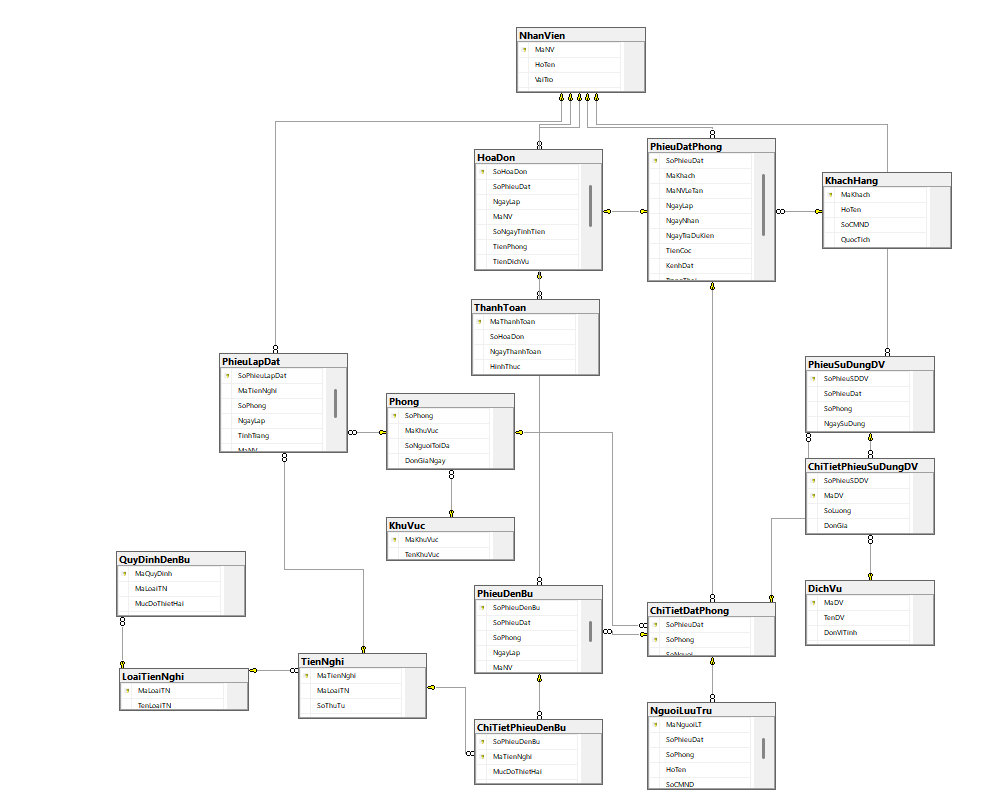 NhanVien
MaNV
HoTen
VaiTro
HoaDon
SoHoaDon
SoPhieuDat
NgayLap
MaNV
SoNgayTinhTien
TienPhong
TienDichVu
PhieuDatPhong
SoPhieuDat
MaKhach
MaNVLeTan
NgayLap
NgayNhan
NgayTraDuKien
TienCoc
KenhDat
KhachHang
MaKhach
HoTen
SoCMND
QuocTich
ThanhToan
MaThanhToan
SoHoaDon
NgayThanhToan
HinhThuc
PhieuLapDat
SoPhieuLapDat
MaTienNghi
SoPhong
NgayLap
TinhTrang
MaNV
Phong
SoPhong
MaKhuVuc
SoNguoiToiDa
DonGiaNgay
PhieuSuDungDV
SoPhieuSDDV
SoPhieuDat
SoPhong
NgaySuDung
ChiTietPhieuSuDungDV
SoPhieuSDDV
MaDV
SoLuong
DonGia
KhuVuc
MaKhuVuc
TenKhuVuc
QuyDinhDenBu
MaQuyDinh
MaLoaiTN
MucDoThietHai
PhieuDenBu
SoPhieuDenBu
SoPhieuDat
SoPhong
NgayLap
MaNV
ChiTietDatPhong
SoPhieuDat
SoPhong
SoNguoi
DichVu
MaDV
TenDV
DonViTinh
LoaiTienNghi
MaLoaiTN
TenLoaiTN
TienNghi
MaTienNghi
MaLoaiTN
SoThuTu
ChiTietPhieuDenBu
SoPhieuDenBu
MaTienNghi
MucDoThietHai
NguoiLuuTru
MaNguoiLT
SoPhieuDat
SoPhong
HoTen
SoCMND